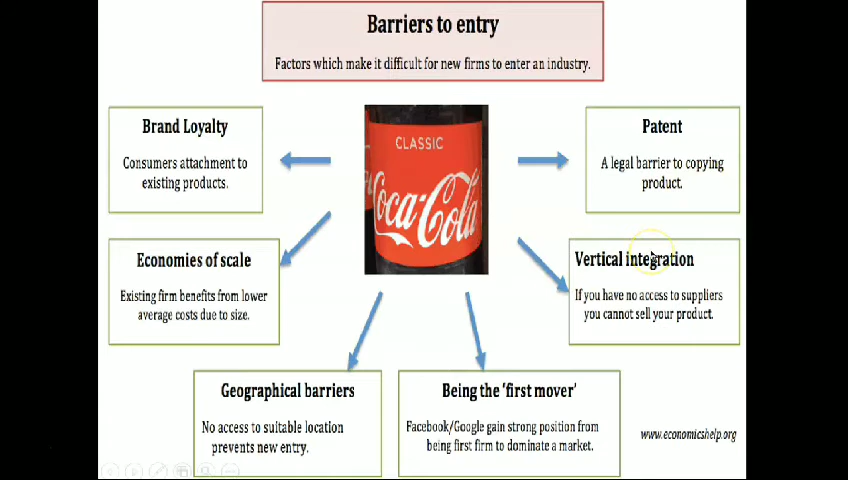 Barriers to entry
Factors which make it difficult for new firms to enter an industry.
Brand Loyalty
Consumers attachment to
existing products.
CLASSIC
Coca-Cola
Patent
A legal barrier to copying
product.
Economies of scale
Existing firm benefits from lower
average costs due to size.
Vertical integration
If you have no access to suppliers
you cannot sell your product.
Geographical barriers
No access to suitable location
prevents new entry.
Being the 'first mover'
Facebook/Google gain strong position from
being first firm to dominate a market.
www.economicshelp.org